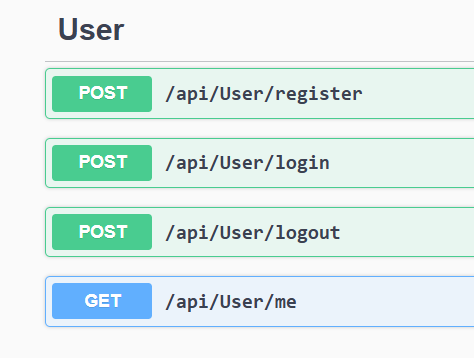 User
POST /api/User/register
POST /api/User/login
POST /api/User/logout
GET /api/User/me